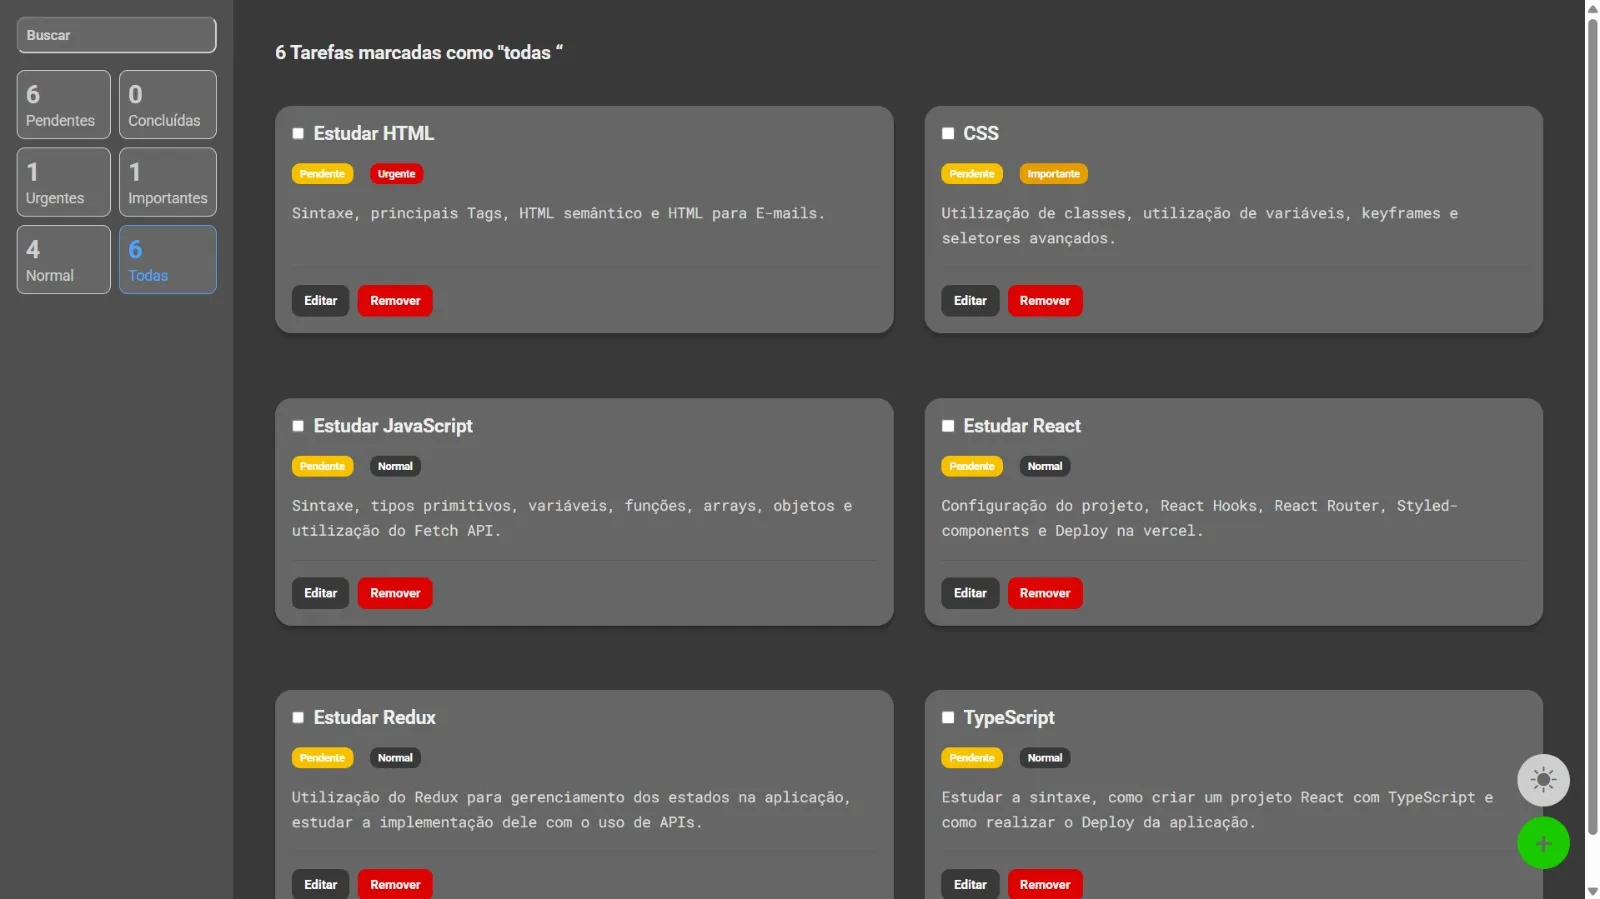 Buscar
6
Pendentes
0
Concluídas
1
Urgentes
1
Importantes
4
Normal
6
Todas
6 Tarefas marcadas como "todas “
Estudar HTML
Pendente Urgente
Sintaxe, principais Tags, HTML semântico e HTML para E-mails.
Editar Remover
CSS
Pendente Importante
Utilização de classes, utilização de variáveis, keyframes e
seletores avançados.
Editar Remover
Estudar JavaScript
Pendente Normal
Sintaxe, tipos primitivos, variáveis, funções, arrays, objetos e
utilização do Fetch API.
Editar Remover
Estudar React
Pendente Normal
Configuração do projeto, React Hooks, React Router, Styled-
components e Deploy na vercel.
Editar Remover
Estudar Redux
Pendente Normal
Utilização do Redux para gerenciamento dos estados na aplicação,
estudar a implementação dele com o uso de APIs.
Editar Remover
TypeScript
Pendente Normal
Estudar a sintaxe, como criar um projeto React com TypeScript e
como realizar o Deploy da aplicação.
Editar Remover
+